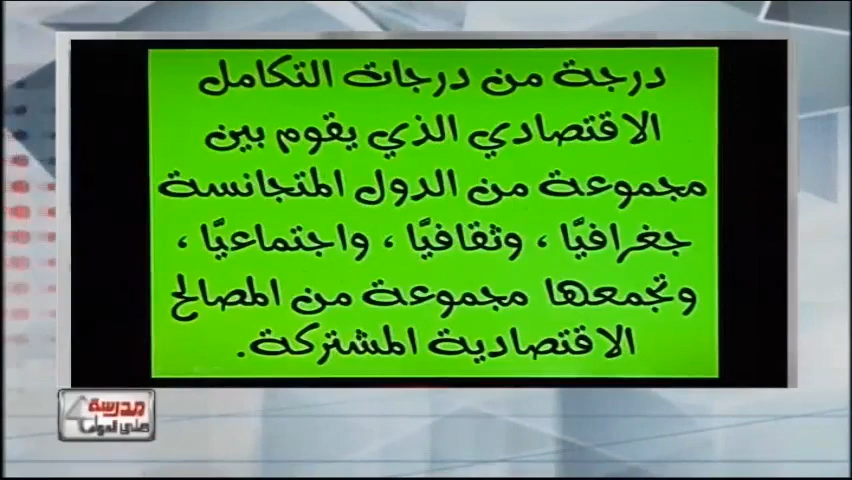 درجة من درجات التكامل
الاقتصادي الذي يقوم بين
مجموعة من الدول المتجانسة
جغرافيًّا ، وثقافيًّا ، واجتماعيًّا ،
وتجمعها مجموعة من المصالح
الاقتصادية المشتركة.
مدرسة
على الهواء